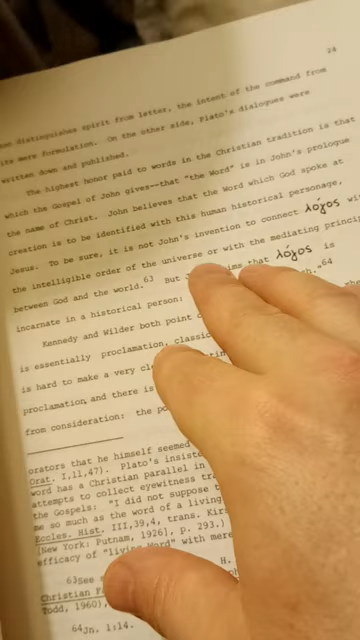 24
distinguishes spirit from letter, the intent of the command from
its mere formulation. On the other side, Plato's dialogues were
written down and published.
The highest honor paid to words in the Christian tradition is that
which the Gospel of John gives--that "the Word" is in John's prologue
the name of Christ. John believes that the Word which God spoke at
creation is to be identified with this human historical personage,
Jesus. To be sure, it is not John's invention to connect λόγος
the intelligible order of the universe or with the mediating
between God and the world.63 But that λόγος is
incarnate in a historical person: 64
Kennedy and Wilder both point
is essentially proclamation,
is hard to make a very
proclamation, and there is
from consideration: the
orators that he himself seemed
Orat. I,11,47). Plato's
word has a Christian parallel in
attempts to collect eyewitness
the Gospels: "I did not suppose
me so much as the word of a living
Eccles. Hist. III,39,4, trans.
[New York: Putnam, 1926], p. 293.)
efficacy of "living Word" with mere
63See H.
Christian
Todd, 1960),
64Jn. 1:14.